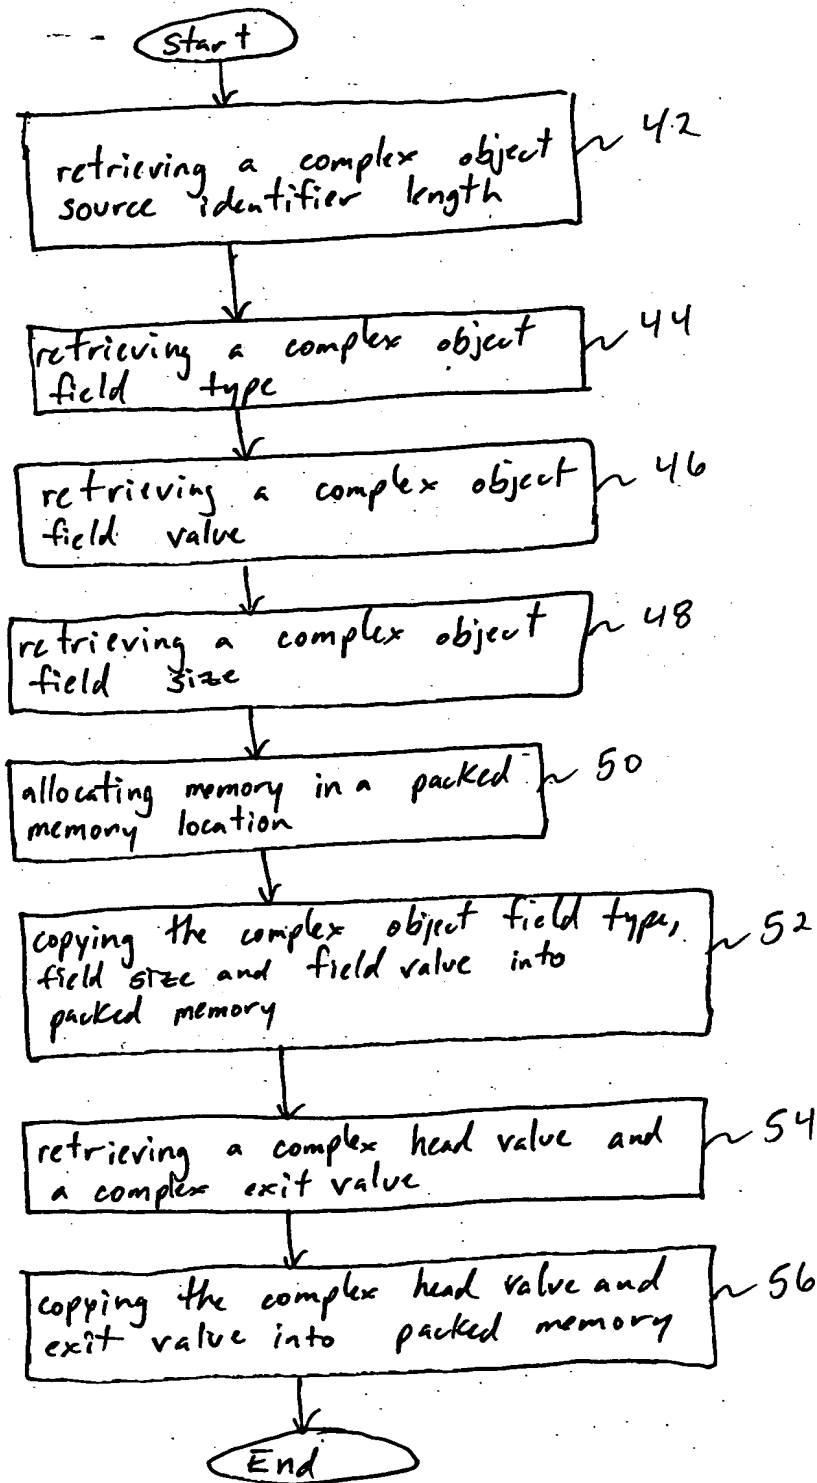 Start
retrieving a complex object
source identifier length
42
retrieving a complex object
field type
44
retrieving a complex object
field value
46
retrieving a complex object
field size
48
allocating memory in a packed
memory location
50
copying the complex object field type,
field size and field value into
packed memory
52
retrieving a complex head value and
a complex exit value
54
copying the complex head value and
exit value into packed memory
56
End